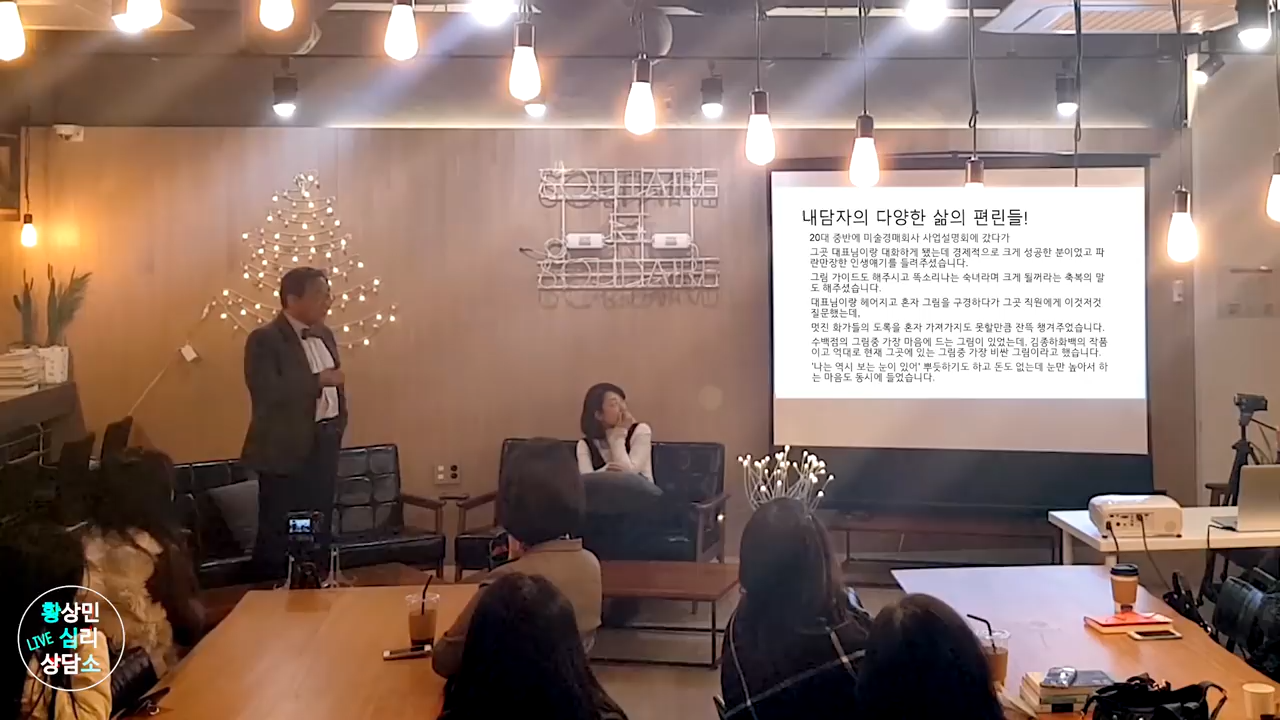 SOLITAIRE
SOLITAIRE
내담자의 다양한 삶의 편린들!
20대 중반에 미술경매회사 사업설명회에 갔다가
그곳 대표님이랑 대화하게 됐는데 경제적으로 크게 성공한 분이었고 파
란만장한 인생얘기를 들려주셨습니다.
그림 가이드도 해주시고 똑소리나는 숙녀라며 크게 될꺼라는 축복의 말
도 해주셨습니다.
대표님이랑 헤어지고 혼자 그림을 구경하다가 그곳 직원에게 이것저것
질문했는데,
멋진 화가들의 도록을 혼자 가져가지도 못할만큼 잔뜩 챙겨주었습니다.
수백점의 그림중 가장 마음에 드는 그림이 있었는데, 김종하화백의 작품
이고 억대로 현재 그곳에 있는 그림중 가장 비싼 그림이라고 했습니다.
'나는 역시 보는 눈이 있어' 뿌듯하기도 하고 돈도 없는데 눈만 높아서 하
는 마음도 동시에 들었습니다.
황상민
LIVE 심리
상담소